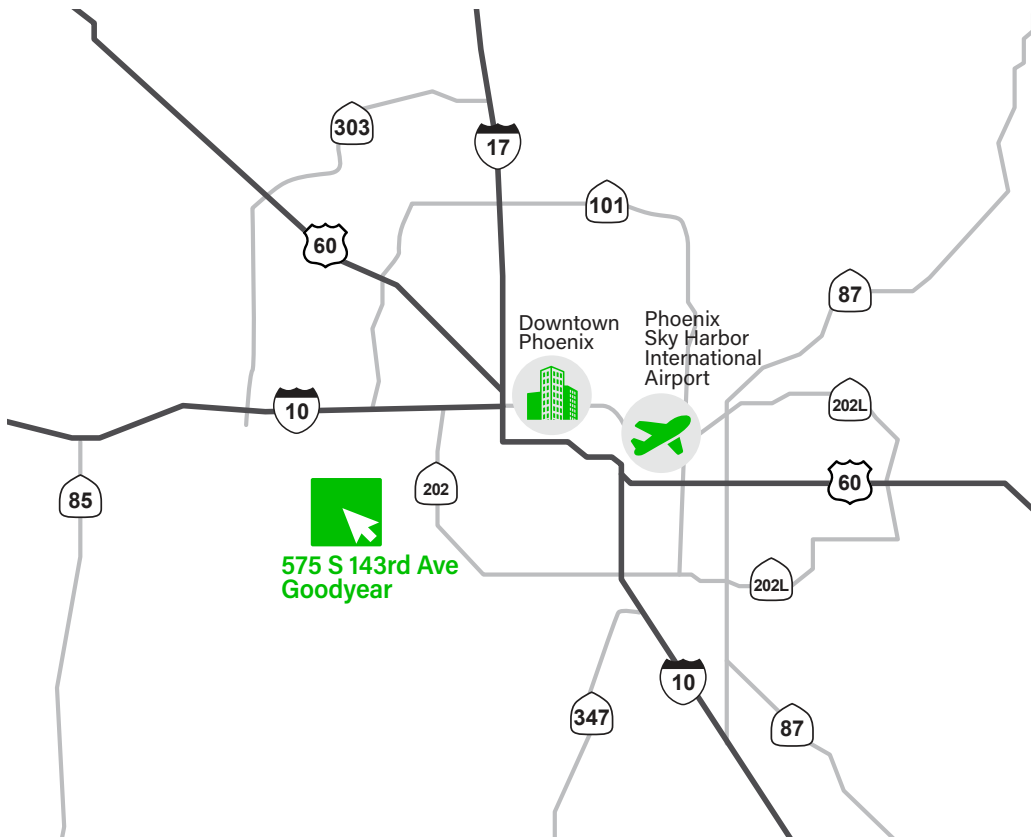 303
17
101
60
87
Downtown
Phoenix
Phoenix
Sky Harbor
International
Airport
10
202L
85
202
60
575 S 143rd Ave
Goodyear
202L
10
347
87